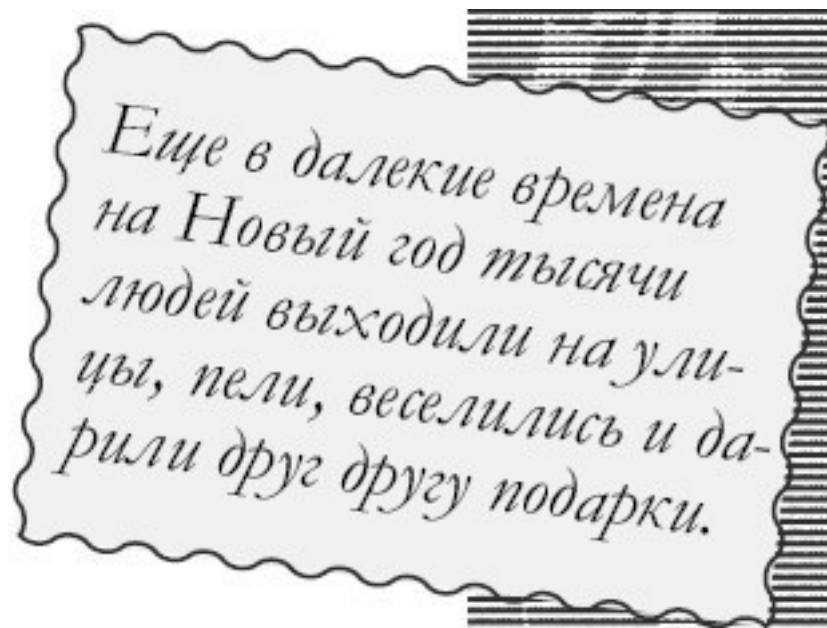 Еще в далекие времена
на Новый год тысячи
людей выходили на ули-
цы, пели, веселились и да-
рили друг другу подарки.